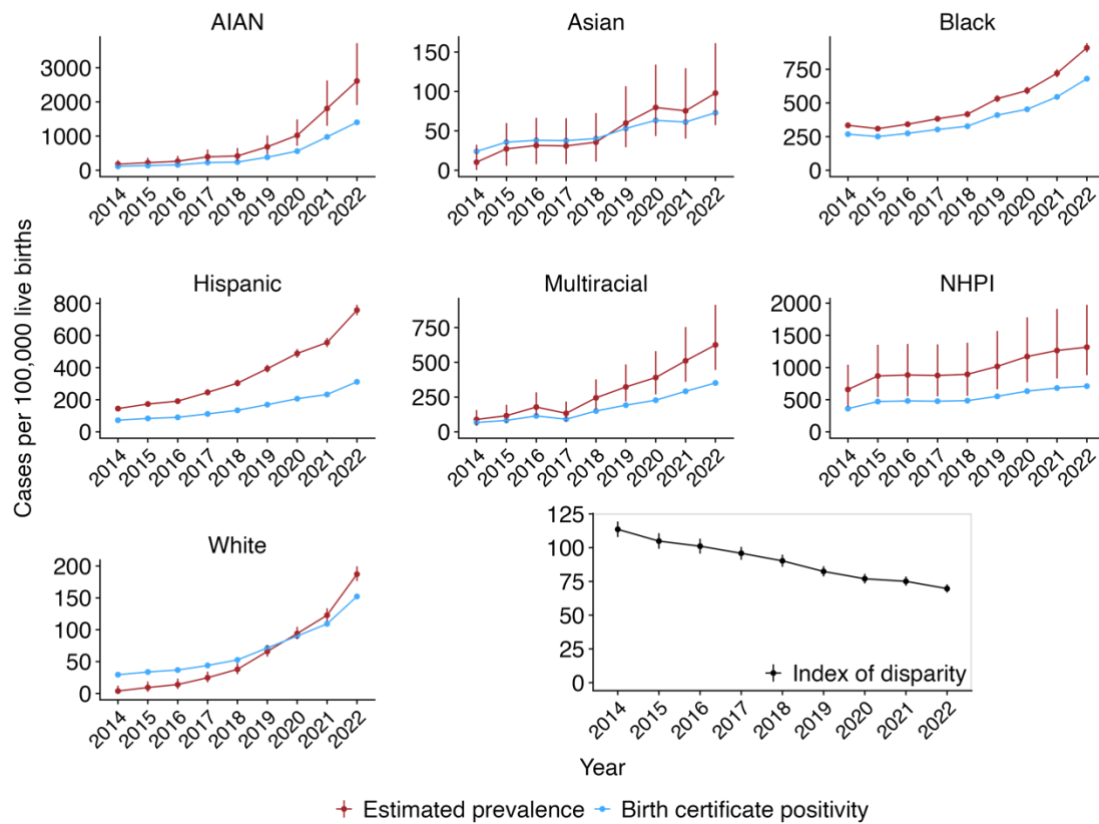 AIAN
3000
2000
1000
0
2014 2015 2016 2017 2018 2019 2020 2021 2022
Asian
150
100
50
0
2014 2015 2016 2017 2018 2019 2020 2021 2022
Black
750
500
250
0
2014 2015 2016 2017 2018 2019 2020 2021 2022
Cases per 100,000 live births
Hispanic
800
600
400
200
0
2014 2015 2016 2017 2018 2019 2020 2021 2022
Multiracial
750
500
250
0
2014 2015 2016 2017 2018 2019 2020 2021 2022
NHPI
2000
1500
1000
500
0
2014 2015 2016 2017 2018 2019 2020 2021 2022
White
200
150
100
50
0
2014 2015 2016 2017 2018 2019 2020 2021 2022
125
100
75
50
25
0
Index of disparity
2014 2015 2016 2017 2018 2019 2020 2021 2022
Year
Estimated prevalence Birth certificate positivity